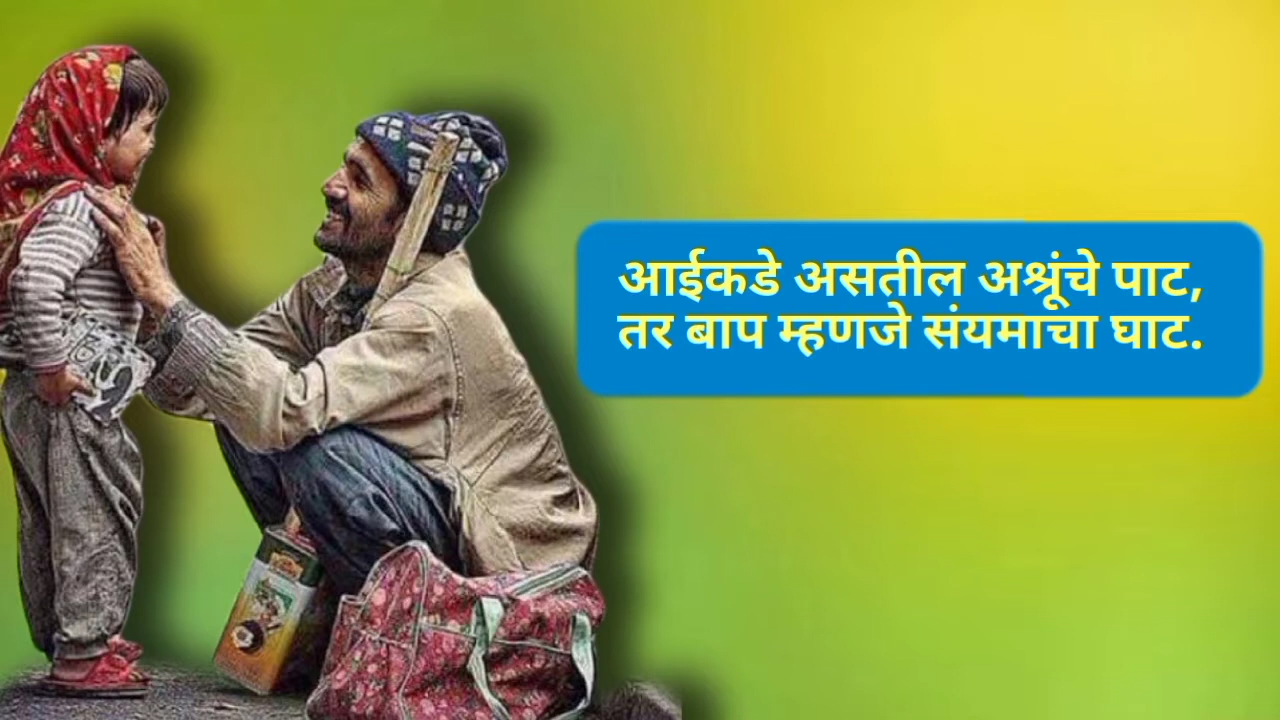 आईकडे असतील अश्रूंचे पाट,
तर बाप म्हणजे संयमाचा घाट.